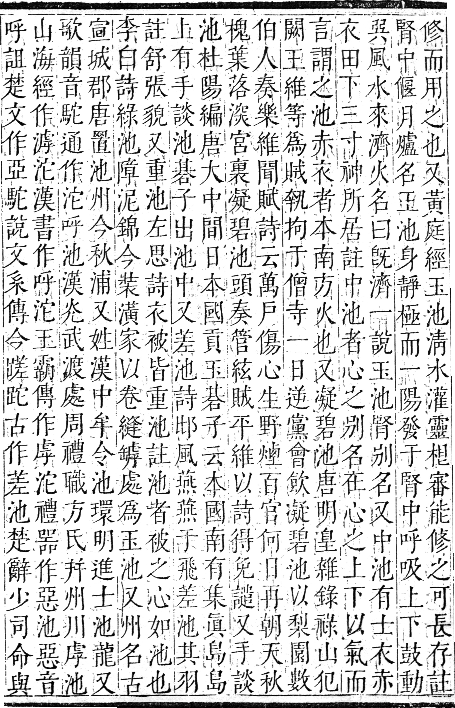 修而用之也又黃庭經玉池清水灌靈根審能修之可長存註
腎中偃月爐名玉池身靜極而一陽發于腎中呼吸上下鼓動
巽風水來濟火名曰旣濟一說玉池腎别名又中池有士衣赤
衣田下三寸神所居註中池者心之别名在心之上下以氣而
言謂之池赤衣者本南方火也又凝碧池唐明皇雜錄祿山犯
闕王維等爲賊執拘于僧寺一日逆黨會飲凝碧池以梨園數
伯人奏樂維聞賦詩云萬戸傷心生野煙百官何日再朝天秋
槐葉落深宫裏凝碧池頭奏管絃賊平維以詩得免譴又手談
池杜陽編唐大中間日本國貢玉碁子云本國南有集真島島
上有手談池碁子出池中又差池詩邶風燕燕于飛差池其羽
註舒張貌又重池左思詩衣被皆重池註池者被之心如池也
李白詩綠池障泥錦今裝潢家以卷縫罅處爲玉池又州名古
宣城郡唐置池州今秋浦又姓漢中牟令池環明進士池龍又
歌韻音駝通作沱呼池漢光武渡處周禮職方氏幷州川虖池
山海經作滹沱漢書作呼沱王霸傳作虖沱禮器作惡池惡音
呼詛楚文作亞駝說文系傳今蹉跎古作差池楚辭少司命與